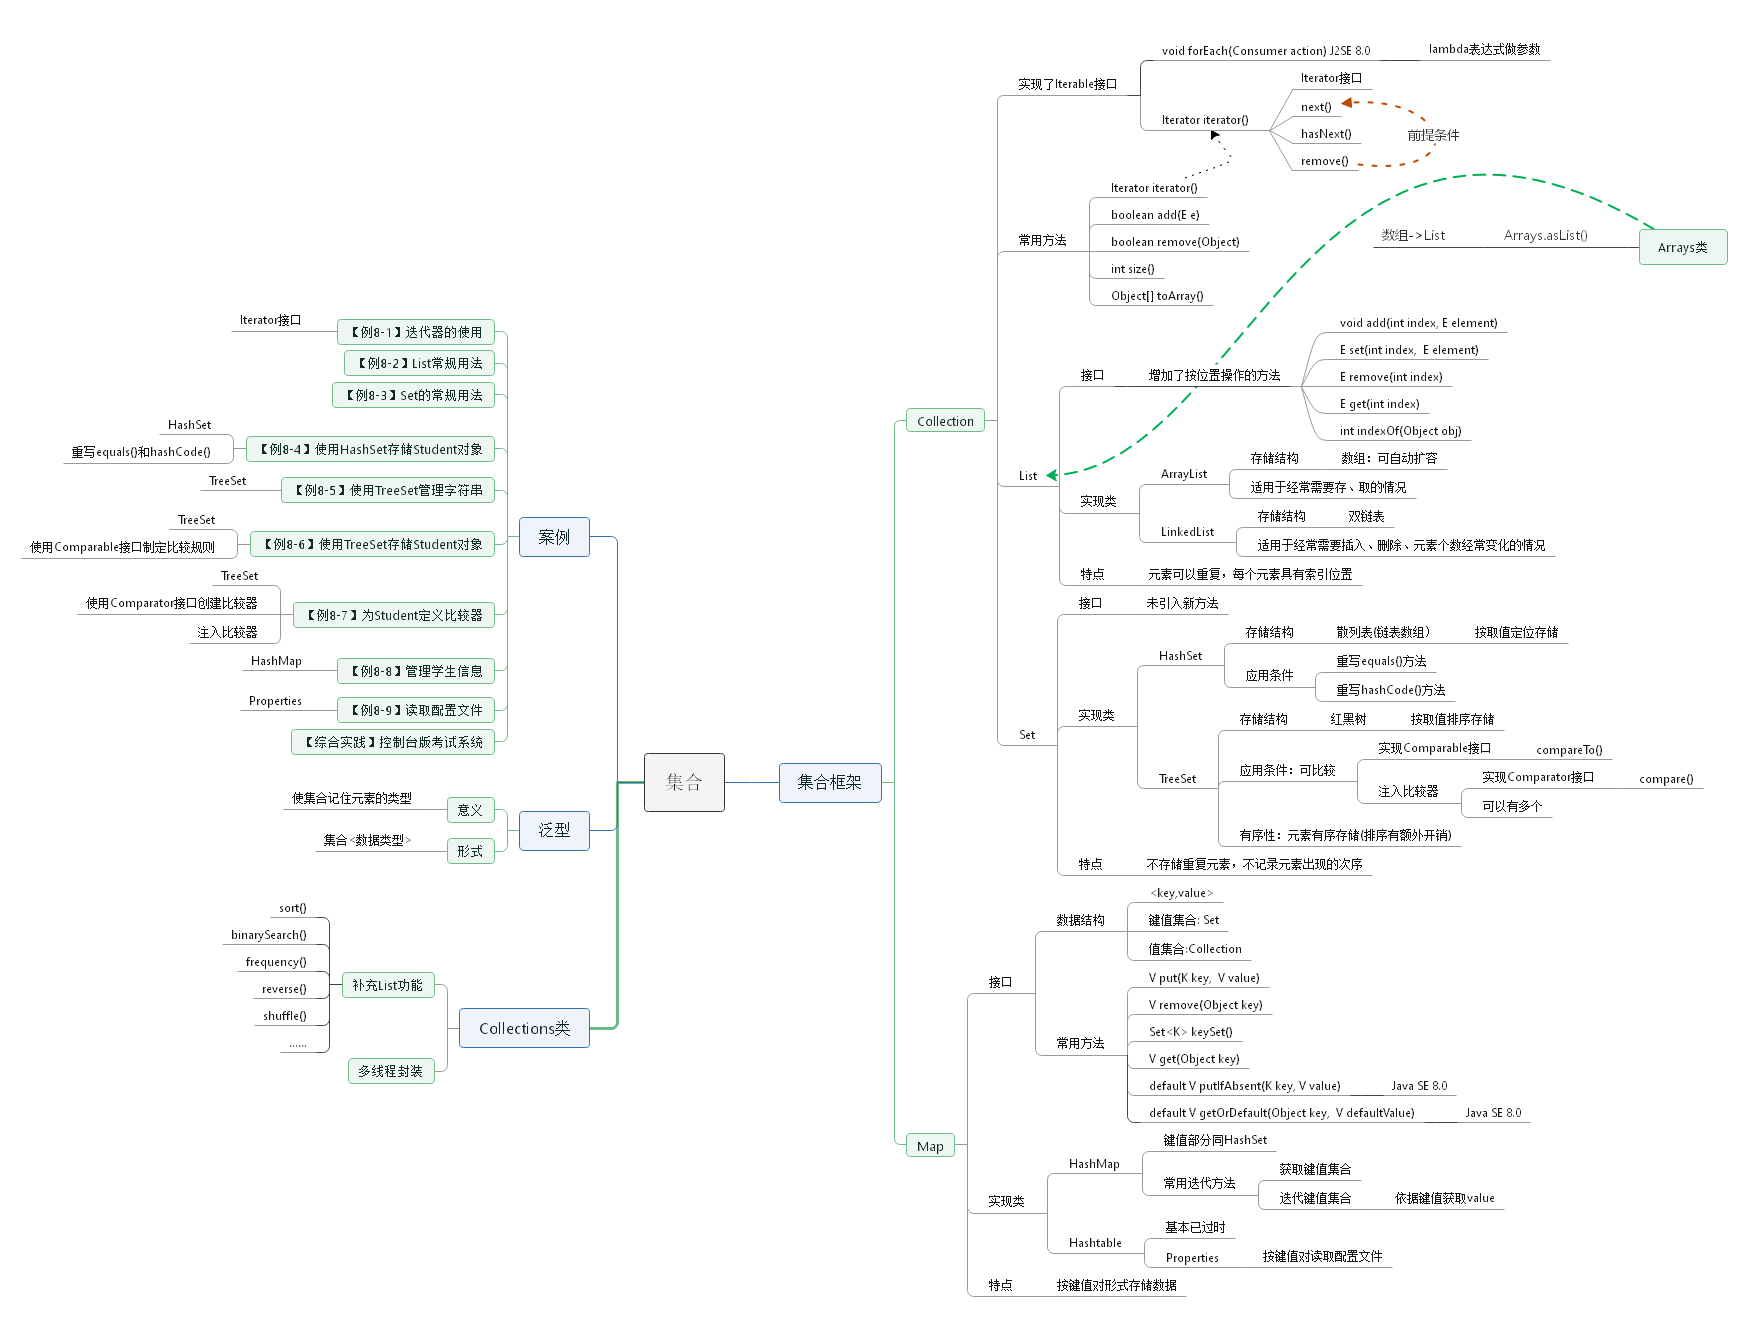 集合
集合框架
Collection
实现了Iterable接口
void forEach(Consumer action) J2SE 8.0
lambda表达式做参数
Iterator iterator()
Iterator接口
next()
hasNext()
remove()
前提条件
常用方法
Iterator iterator()
boolean add(E e)
boolean remove(Object)
int size()
Object[] toArray()
数组->List
Arrays.asList()
Arrays类
List
接口
增加了按位置操作的方法
void add(int index, E element)
E set(int index, E element)
E remove(int index)
E get(int index)
int indexOf(Object obj)
实现类
ArrayList
存储结构
数组：可自动扩容
适用于经常需要存、取的情况
LinkedList
存储结构
双链表
适用于经常需要插入、删除、元素个数经常变化的情况
特点
元素可以重复，每个元素具有索引位置
Set
接口
未引入新方法
实现类
HashSet
存储结构
散列表(链表数组）
按取值定位存储
应用条件
重写equals()方法
重写hashCode()方法
TreeSet
存储结构
红黑树
按取值排序存储
应用条件：可比较
实现Comparable接口
compareTo()
注入比较器
实现Comparator接口
compare()
可以有多个
有序性：元素有序存储(排序有额外开销)
特点
不存储重复元素，不记录元素出现的次序
Map
接口
数据结构
<key,value>
键值集合: Set
值集合:Collection
常用方法
V put(K key, V value)
V remove(Object key)
Set<K> keySet()
V get(Object key)
default V putIfAbsent(K key, V value)
Java SE 8.0
default V getOrDefault(Object key, V defaultValue)
Java SE 8.0
实现类
HashMap
键值部分同HashSet
常用迭代方法
获取键值集合
迭代键值集合
依据键值获取value
Hashtable
基本已过时
Properties
按键值对读取配置文件
特点
按键值对形式存储数据
案例
【例8-1】迭代器的使用
Iterator接口
【例8-2】List常规用法
【例8-3】Set的常规用法
【例8-4】使用HashSet存储Student对象
HashSet
重写equals()和hashCode()
【例8-5】使用TreeSet管理字符串
TreeSet
【例8-6】使用TreeSet存储Student对象
TreeSet
使用Comparable接口制定比较规则
【例8-7】为Student定义比较器
TreeSet
使用Comparator接口创建比较器
注入比较器
【例8-8】管理学生信息
HashMap
【例8-9】读取配置文件
Properties
【综合实践】控制台版考试系统
泛型
意义
使集合记住元素的类型
形式
集合<数据类型>
Collections类
补充List功能
sort()
binarySearch()
frequency()
reverse()
shuffle()
......
多线程封装